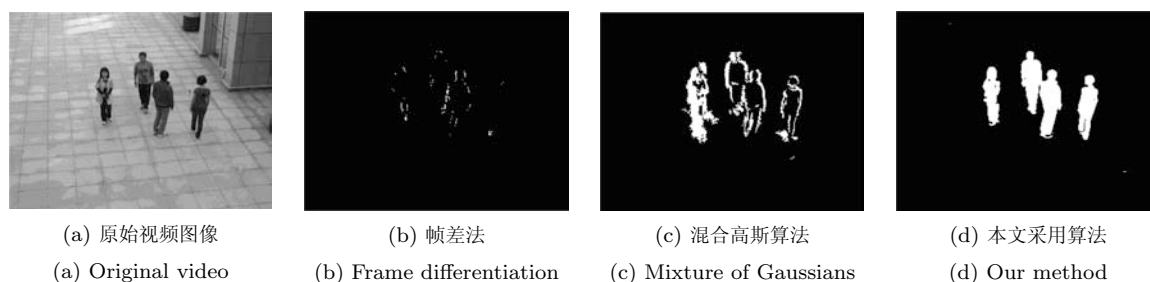 (a) 原始视频图像
(b) 帧差法
(c) 混合高斯算法
(d) 本文采用算法
(a) Original video
(b) Frame differentiation
(c) Mixture of Gaussians
(d) Our method